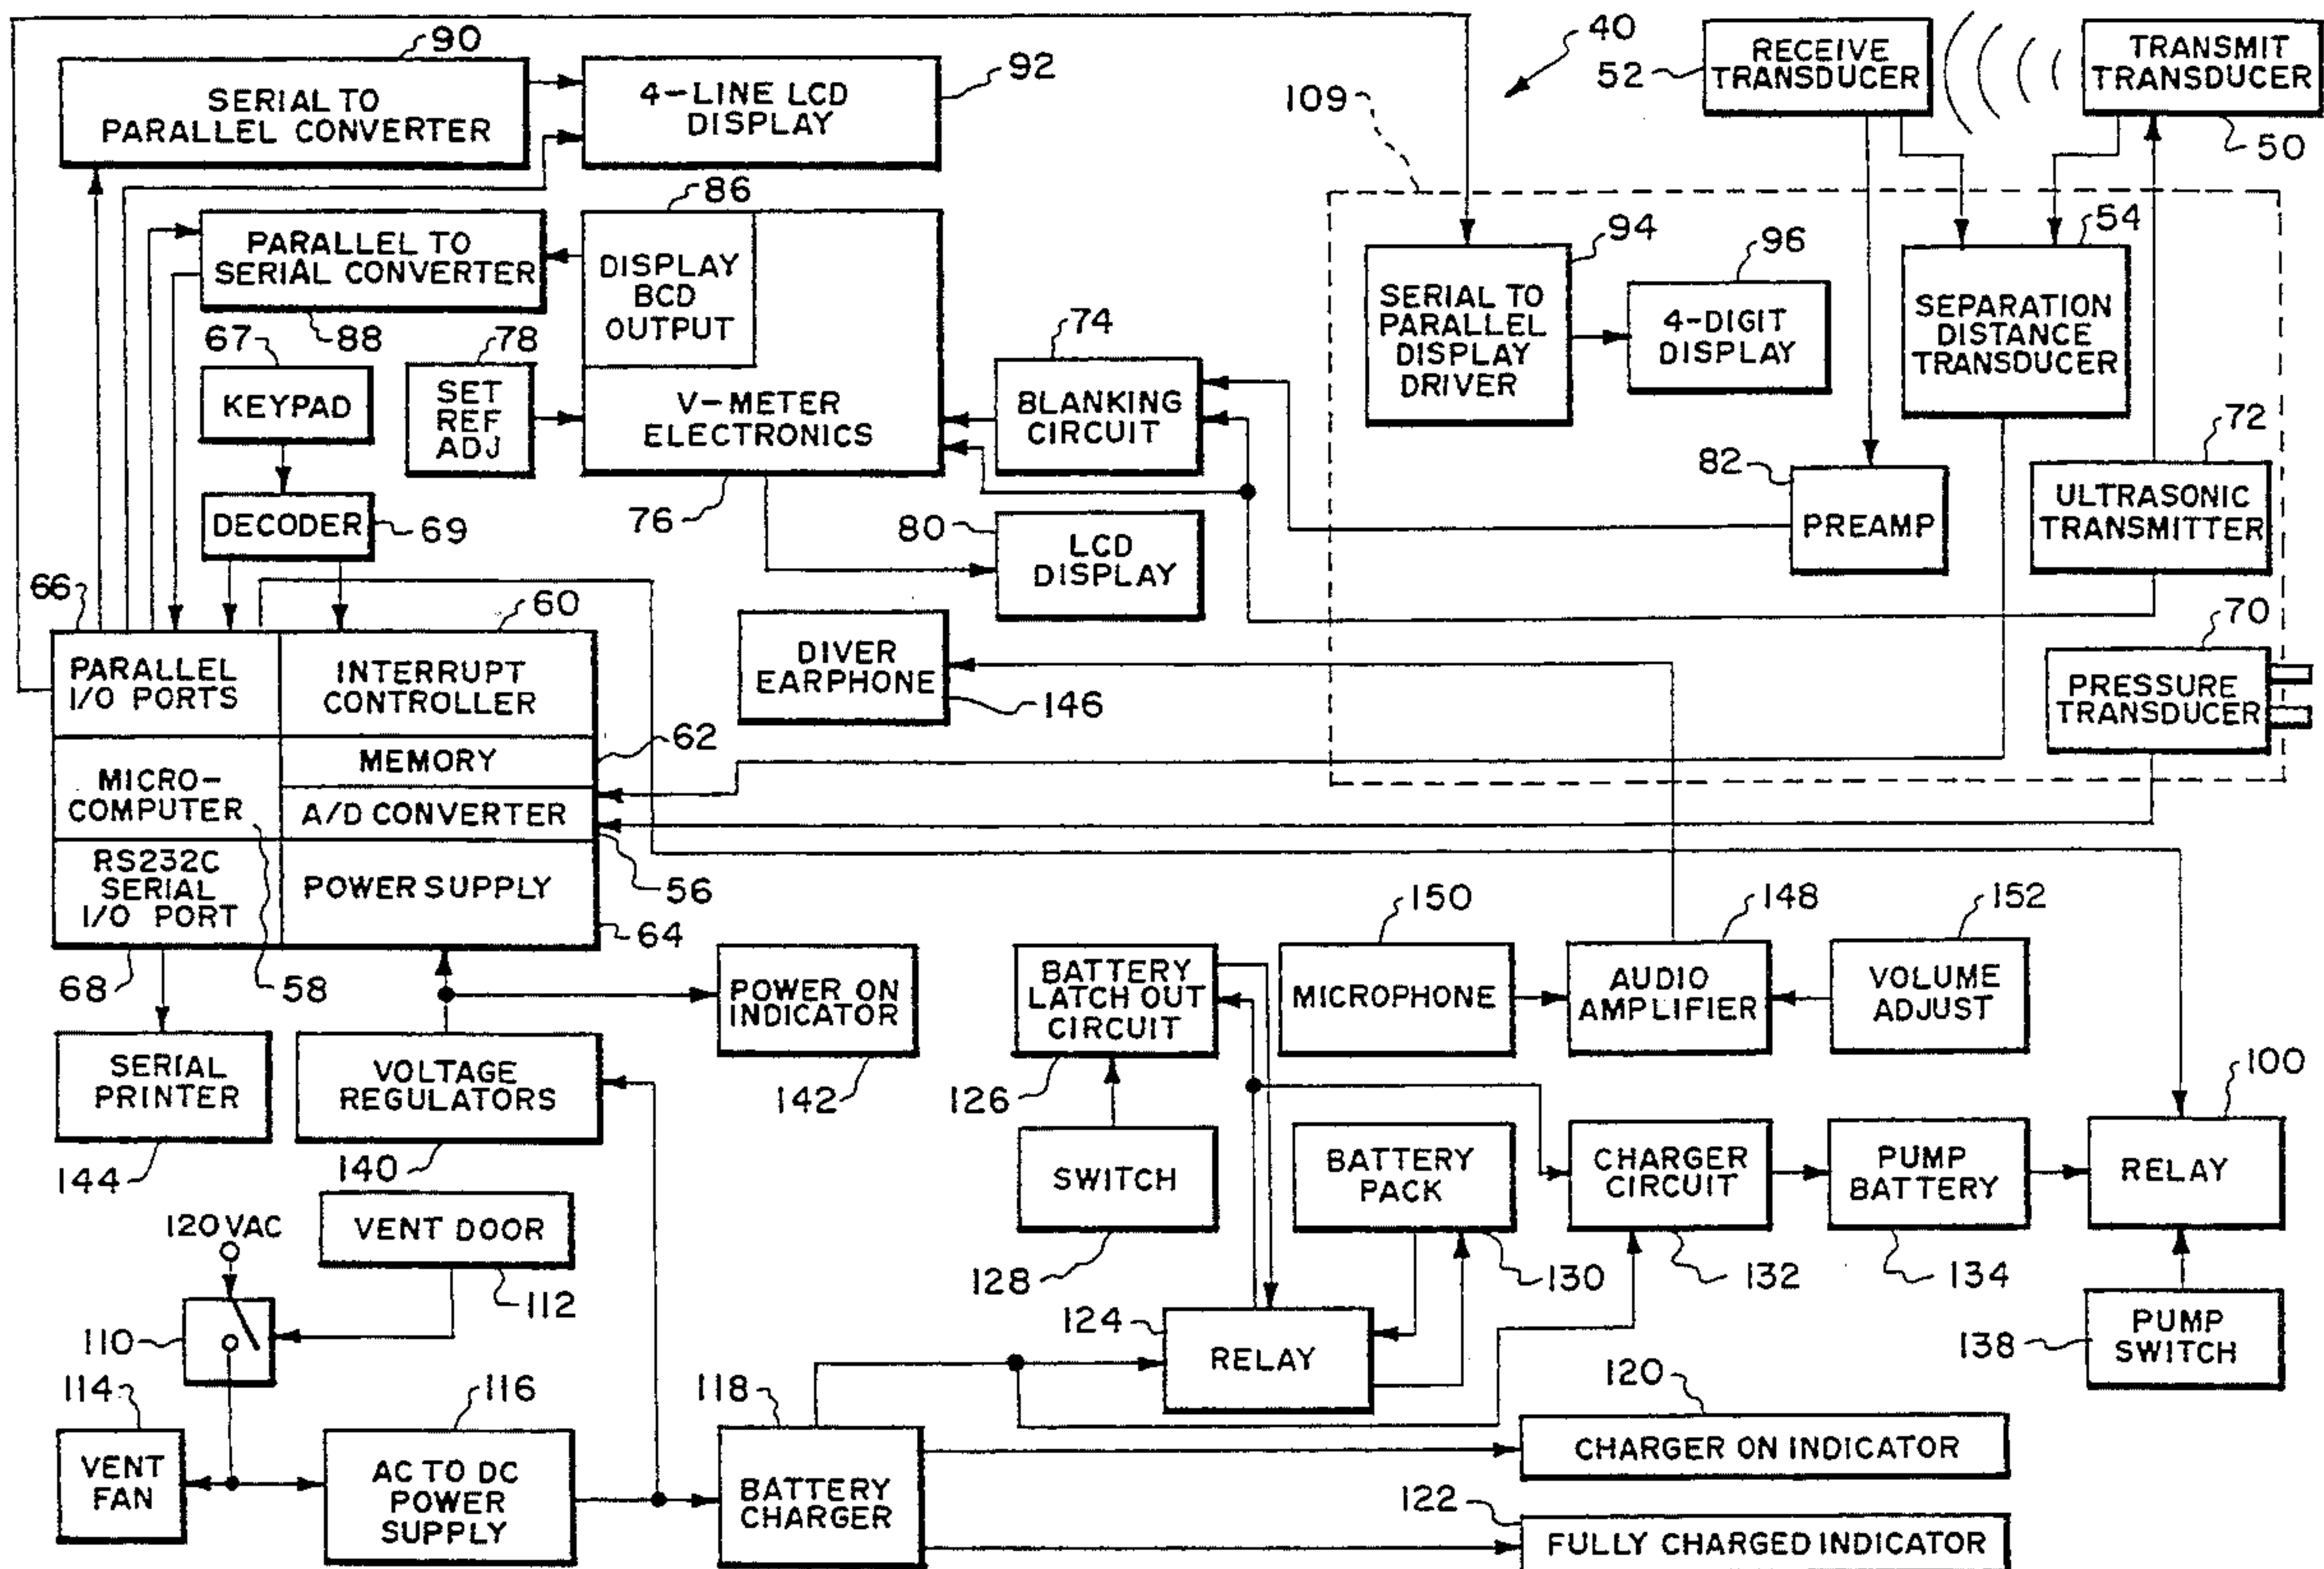 90
SERIAL TO
PARALLEL CONVERTER
4-LINE LCD
DISPLAY
92
40
RECEIVE
TRANSDUCER
52
TRANSMIT
TRANSDUCER
50
109
86
PARALLEL TO
SERIAL CONVERTER
88
DISPLAY
BCD
OUTPUT
V-METER
ELECTRONICS
76
67
KEYPAD
78
SET
REF
ADJ
74
BLANKING
CIRCUIT
94
SERIAL TO
PARALLEL
DISPLAY
DRIVER
96
4-DIGIT
DISPLAY
54
SEPARATION
DISTANCE
TRANSDUCER
DECODER
69
80
LCD
DISPLAY
82
PREAMP
72
ULTRASONIC
TRANSMITTER
66
60
PARALLEL
I/O PORTS
INTERRUPT
CONTROLLER
DIVER
EARPHONE
146
70
PRESSURE
TRANSDUCER
62
MEMORY
MICRO-
COMPUTER
A/D CONVERTER
56
RS232C
SERIAL
I/O PORT
POWER SUPPLY
64
68
58
POWER ON
INDICATOR
142
150
MICROPHONE
148
AUDIO
AMPLIFIER
152
VOLUME
ADJUST
BATTERY
LATCH OUT
CIRCUIT
126
SERIAL
PRINTER
144
VOLTAGE
REGULATORS
140
SWITCH
128
BATTERY
PACK
130
CHARGER
CIRCUIT
132
PUMP
BATTERY
134
100
RELAY
120VAC
VENT DOOR
112
110
124
RELAY
138
PUMP
SWITCH
114
VENT
FAN
116
AC TO DC
POWER
SUPPLY
118
BATTERY
CHARGER
120
CHARGER ON INDICATOR
122
FULLY CHARGED INDICATOR